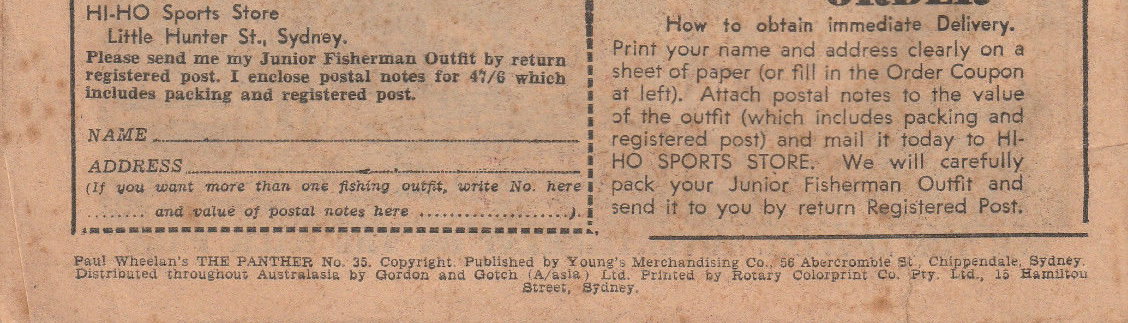 HI-HO Sports Store
Little Hunter St., Sydney.
Please send me my Junior Fisherman Outfit by return
registered post. I enclose postal notes for 47/6 which
includes packing and registered post.
NAME
ADDRESS
(If you want more than one fishing outfit, write No. here
........ and value of postal notes here .....................).
ORDER
How to obtain immediate Delivery.
Print your name and address clearly on a
sheet of paper (or fill in the Order Coupon
at left). Attach postal notes to the value
of the outfit (which includes packing and
registered post) and mail it today to HI-
HO SPORTS STORE. We will carefully
pack your Junior Fisherman Outfit and
send it to you by return Registered Post.
Paul Wheelan's THE PANTHER No. 35. Copyright. Published by Young's Merchandising Co., 56 Abercrombie St., Chippendale, Sydney.
Distributed throughout Australasia by Gordon and Gotch (A/asia) Ltd. Printed by Rotary Colorprint Co. Pty. Ltd., 15 Hamilton
Street, Sydney.